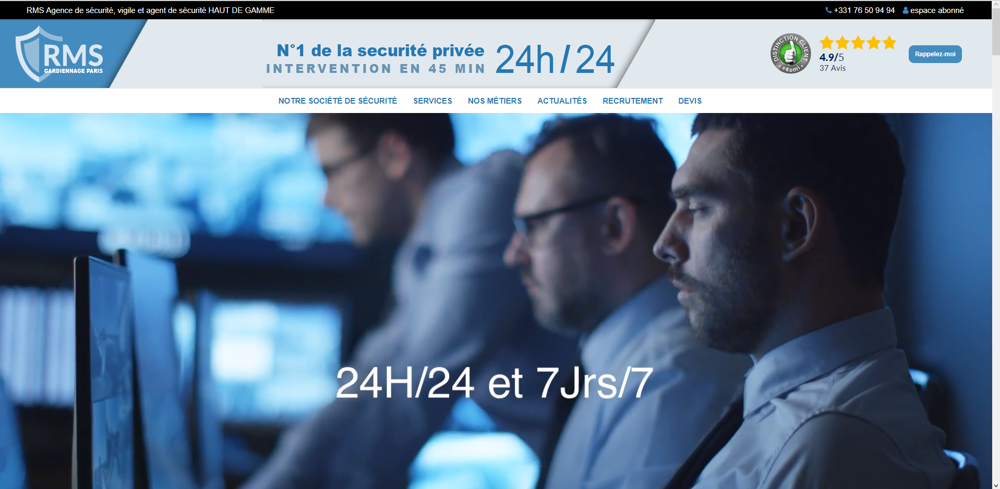 RMS Agence de sécurité, vigile et agent de sécurité HAUT DE GAMME
+331 76 50 94 94
espace abonné
RMS
GARDIENNAGE PARIS
N°1 de la securité privée
INTERVENTION EN 45 MIN
24h/24
DISTINCTION CLIENT
eKomi
4.9/5
37 Avis
Rappelez-moi
NOTRE SOCIÉTÉ DE SÉCURITÉ SERVICES NOS MÉTIERS ACTUALITÉS RECRUTEMENT DEVIS
24H/24 et 7Jrs/7